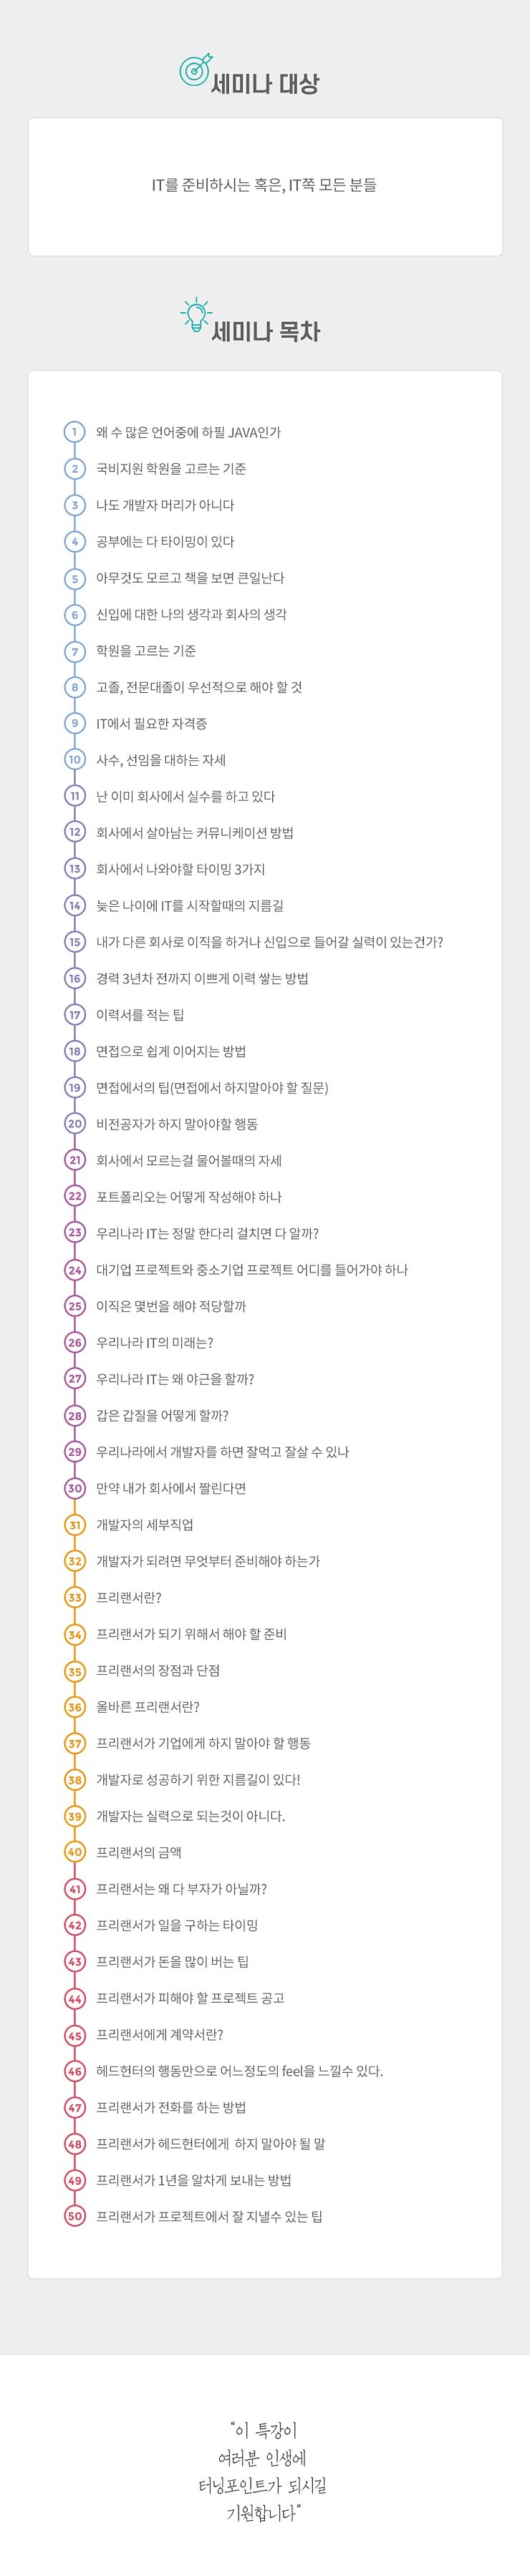 세미나 대상
IT를 준비하시는 혹은, IT쪽 모든 분들
세미나 목차
1 왜 수 많은 언어중에 하필 JAVA인가
2 국비지원 학원을 고르는 기준
3 나도 개발자 머리가 아니다
4 공부에는 다 타이밍이 있다
5 아무것도 모르고 책을 보면 큰일난다
6 신입에 대한 나의 생각과 회사의 생각
7 학원을 고르는 기준
8 고졸, 전문대졸이 우선적으로 해야 할 것
9 IT에서 필요한 자격증
10 사수, 선임을 대하는 자세
11 난 이미 회사에서 실수를 하고 있다
12 회사에서 살아남는 커뮤니케이션 방법
13 회사에서 나와야할 타이밍 3가지
14 늦은 나이에 IT를 시작할때의 지름길
15 내가 다른 회사로 이직을 하거나 신입으로 들어갈 실력이 있는건가?
16 경력 3년차 전까지 이쁘게 이력 쌓는 방법
17 이력서를 적는 팁
18 면접으로 쉽게 이어지는 방법
19 면접에서의 팁(면접에서 하지말아야 할 질문)
20 비전공자가 하지 말아야할 행동
21 회사에서 모르는걸 물어볼때의 자세
22 포트폴리오는 어떻게 작성해야 하나
23 우리나라 IT는 정말 한다리 걸치면 다 알까?
24 대기업 프로젝트와 중소기업 프로젝트 어디를 들어가야 하나
25 이직은 몇번을 해야 적당할까
26 우리나라 IT의 미래는?
27 우리나라 IT는 왜 야근을 할까?
28 갑은 갑질을 어떻게 할까?
29 우리나라에서 개발자를 하면 잘먹고 잘살 수 있나
30 만약 내가 회사에서 짤린다면
31 개발자의 세부직업
32 개발자가 되려면 무엇부터 준비해야 하는가
33 프리랜서란?
34 프리랜서가 되기 위해서 해야 할 준비
35 프리랜서의 장점과 단점
36 올바른 프리랜서란?
37 프리랜서가 기업에게 하지 말아야 할 행동
38 개발자로 성공하기 위한 지름길이 있다!
39 개발자는 실력으로 되는것이 아니다.
40 프리랜서의 금액
41 프리랜서는 왜 다 부자가 아닐까?
42 프리랜서가 일을 구하는 타이밍
43 프리랜서가 돈을 많이 버는 팁
44 프리랜서가 피해야 할 프로젝트 공고
45 프리랜서에게 계약서란?
46 헤드헌터의 행동만으로 어느정도의 feel을 느낄수 있다.
47 프리랜서가 전화를 하는 방법
48 프리랜서가 헤드헌터에게 하지 말아야 될 말
49 프리랜서가 1년을 알차게 보내는 방법
50 프리랜서가 프로젝트에서 잘 지낼수 있는 팁
“이 특강이
여러분 인생에
터닝포인트가 되시길
기원합니다”